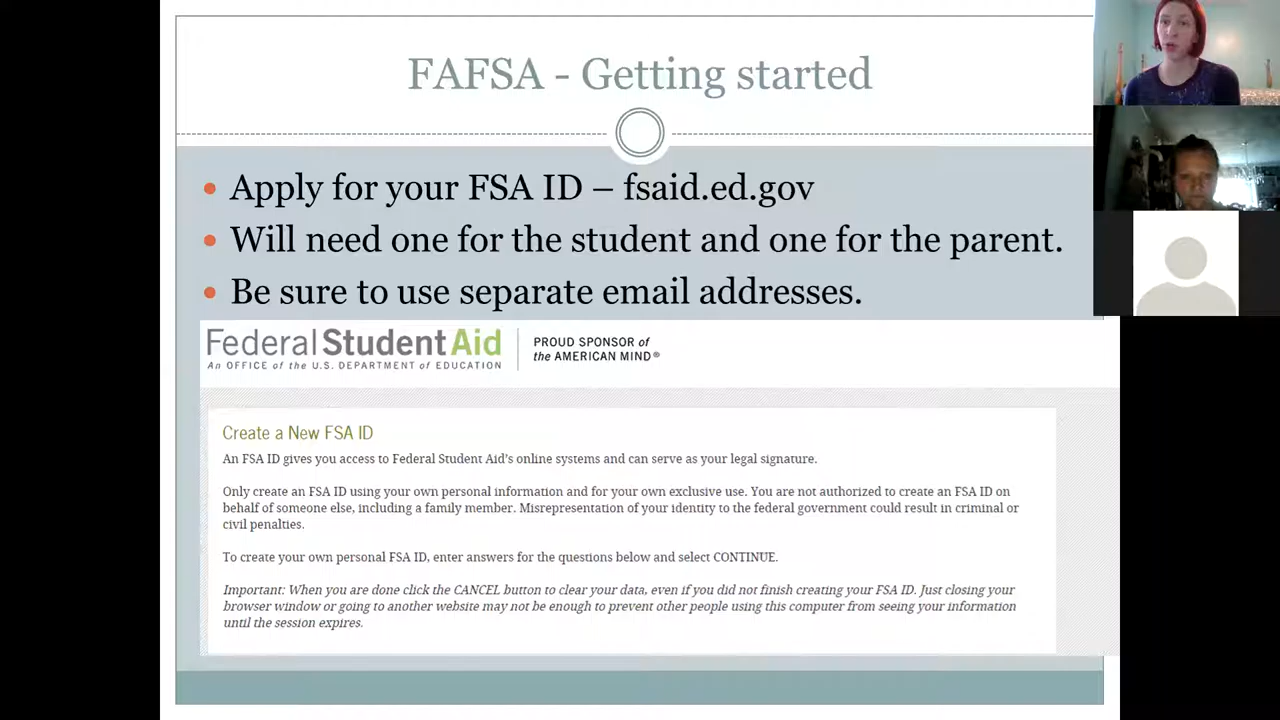 FAFSA - Getting started
• Apply for your FSA ID – fsaid.ed.gov
• Will need one for the student and one for the parent.
• Be sure to use separate email addresses.
Federal Student Aid
An OFFICE of the U.S. DEPARTMENT of EDUCATION
PROUD SPONSOR of
the AMERICAN MIND®
Create a New FSA ID
An FSA ID gives you access to Federal Student Aid's online systems and can serve as your legal signature.
Only create an FSA ID using your own personal information and for your own exclusive use. You are not authorized to create an FSA ID on
behalf of someone else, including a family member. Misrepresentation of your identity to the federal government could result in criminal or
civil penalties.
To create your own personal FSA ID, enter answers for the questions below and select CONTINUE.
Important: When you are done click the CANCEL button to clear your data, even if you did not finish creating your FSA ID. Just closing your
browser window or going to another website may not be enough to prevent other people using this computer from seeing your information
until the session expires.